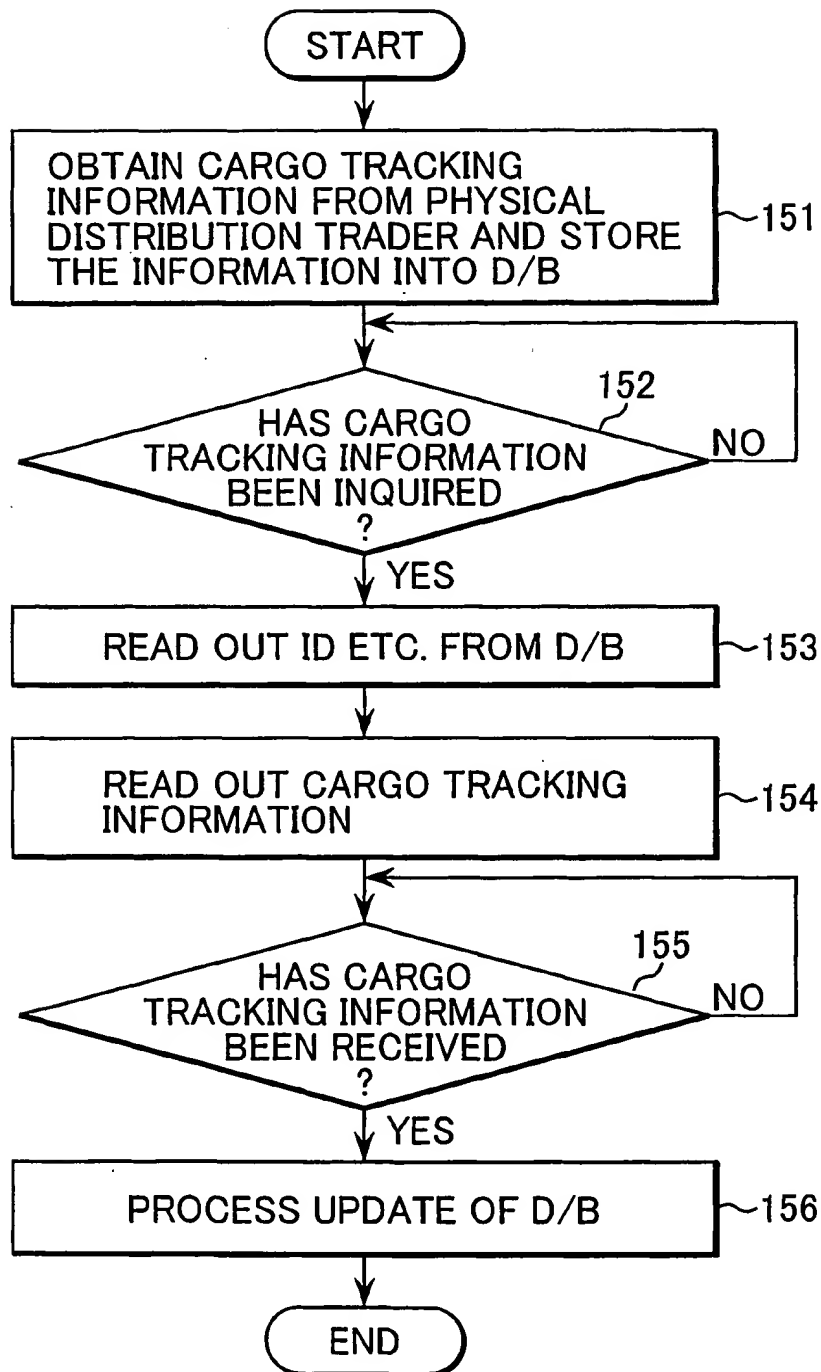 START
OBTAIN CARGO TRACKING
INFORMATION FROM PHYSICAL
DISTRIBUTION TRADER AND STORE
THE INFORMATION INTO D/B
151
152
HAS CARGO
TRACKING INFORMATION
BEEN INQUIRED
?
NO
YES
READ OUT ID ETC. FROM D/B
153
READ OUT CARGO TRACKING
INFORMATION
154
155
HAS CARGO
TRACKING INFORMATION
BEEN RECEIVED
?
NO
YES
PROCESS UPDATE OF D/B
156
END